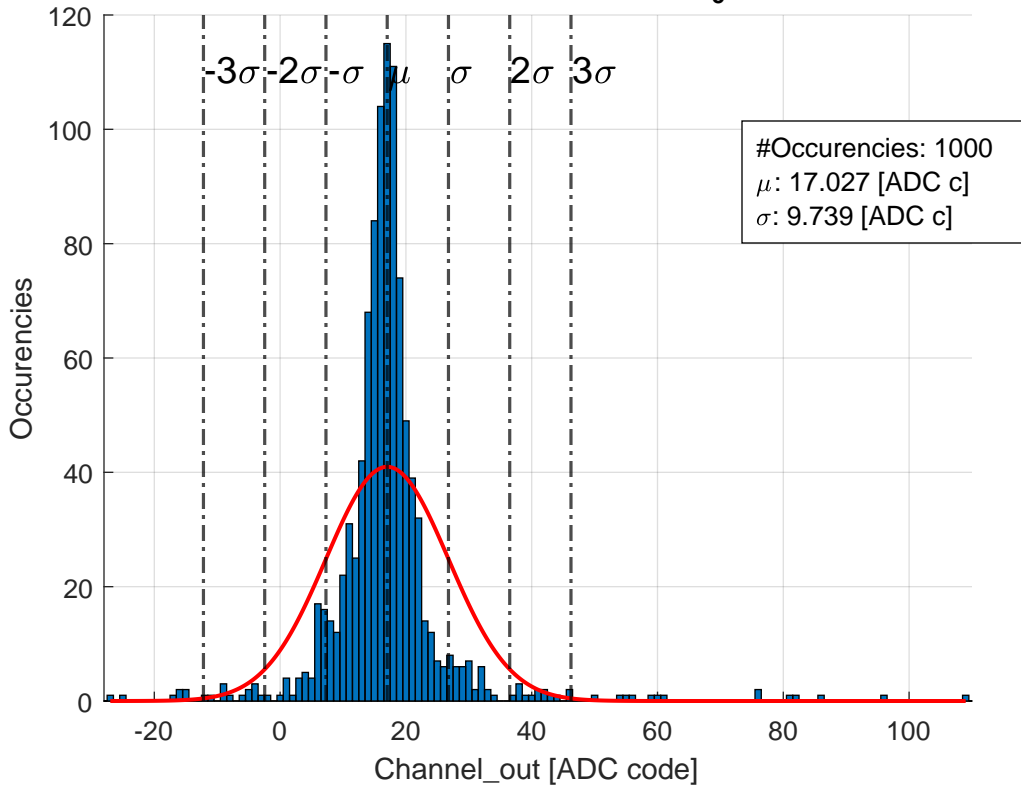 120
100
80
60
40
20
0
-3σ
-2σ
-σ
μ
σ
2σ
3σ
#Occurencies: 1000
μ: 17.027 [ADC c]
σ: 9.739 [ADC c]
Occurencies
-20
0
20
40
60
80
100
Channel_out [ADC code]